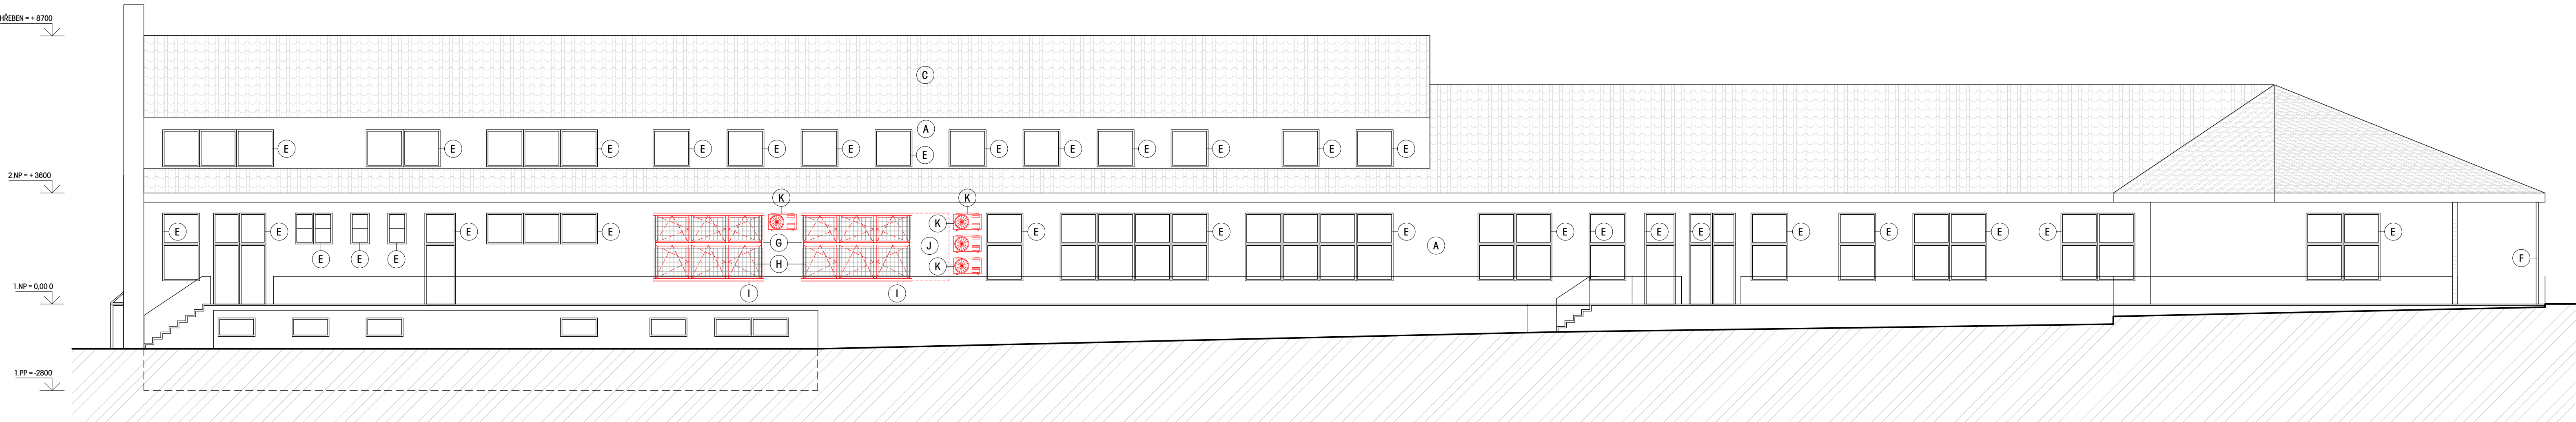 HŘEBEN = + 8700
C
A
E E E E E E E E E E E E E
2.NP = + 3600
K K
E E E E K E E E E E E E E E E E
G J A
E E E
H K F
1.NP = 0,00 0
I I
1.PP = -2800